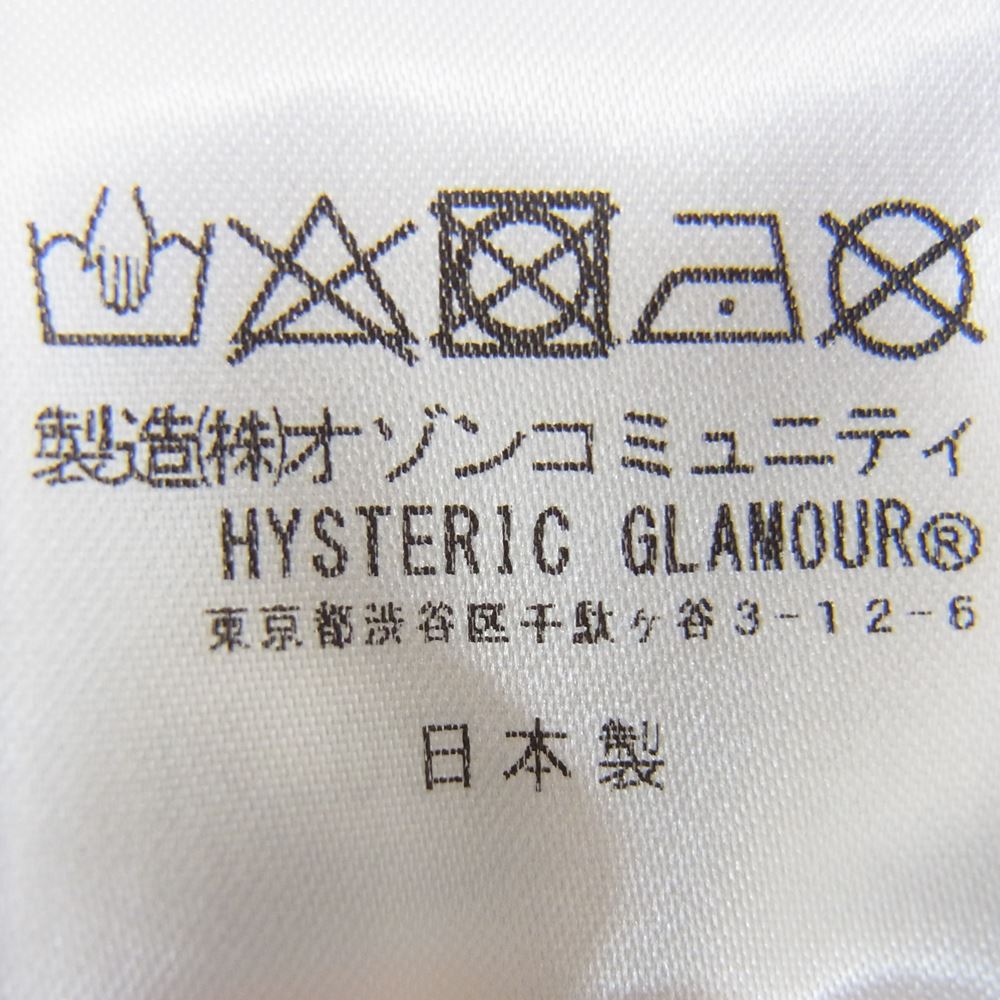 製造(株)オゾンコミュニティ
HYSTERIC GLAMOUR®
東京都渋谷区千駄ヶ谷3-12-6
日本製